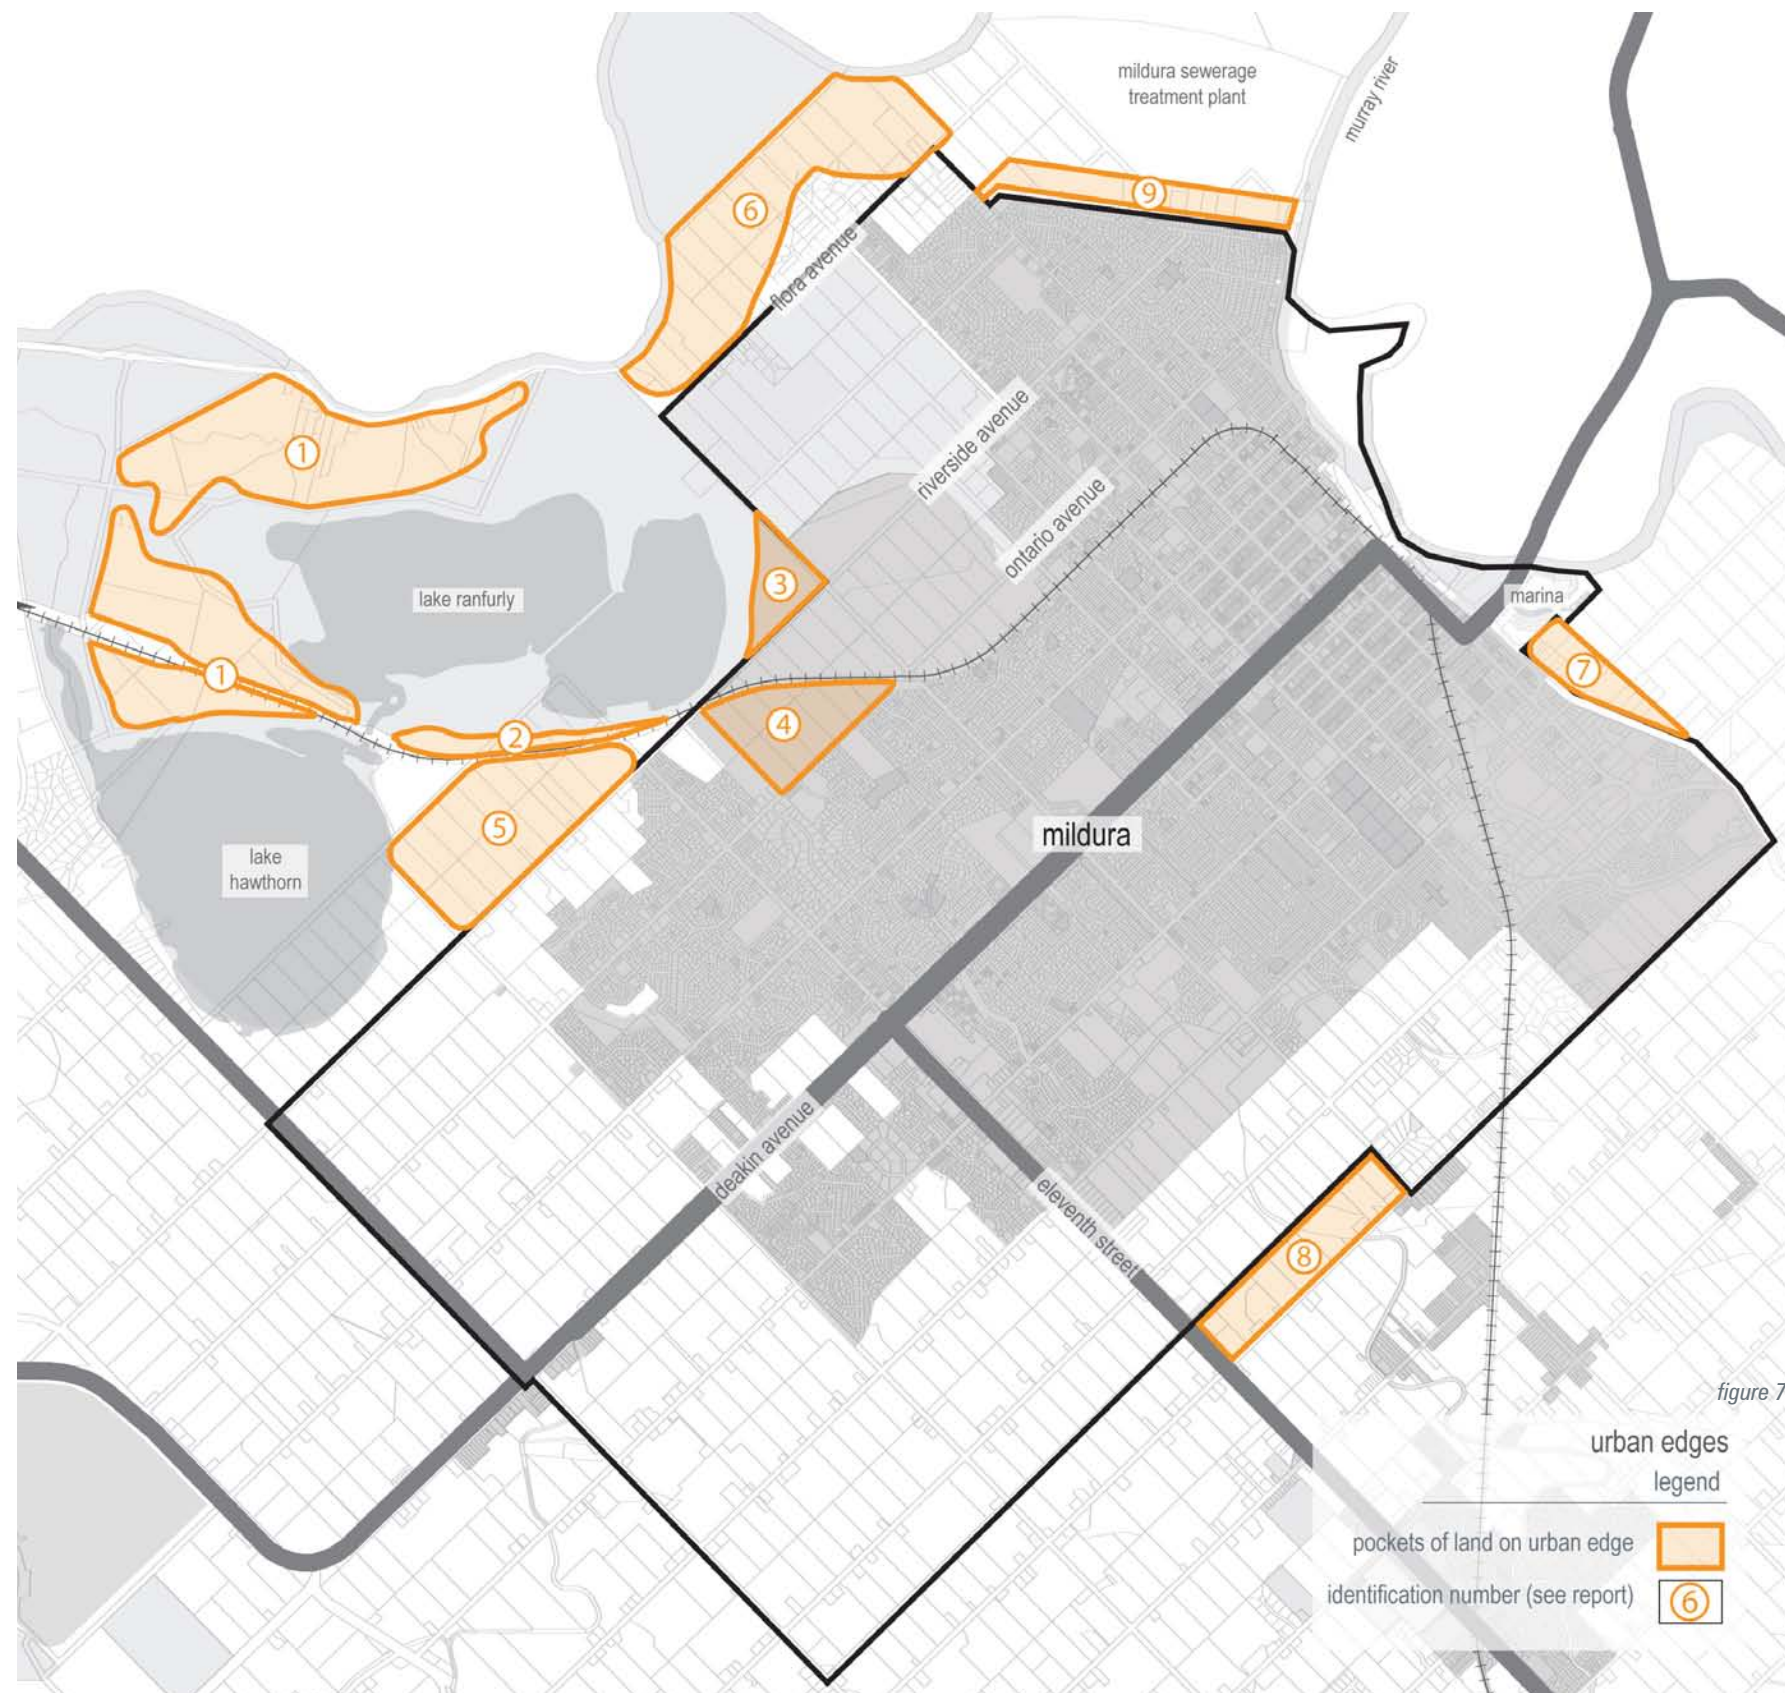 mildura sewerage
treatment plant
murray river
9
6
flora avenue
1
riverside avenue
ontario avenue
3
lake ranfurly
marina
7
1
2
4
5
mildura
lake
hawthorn
deakin avenue
eleventh street
8
figure 7
urban edges
legend
pockets of land on urban edge
identification number (see report)
6